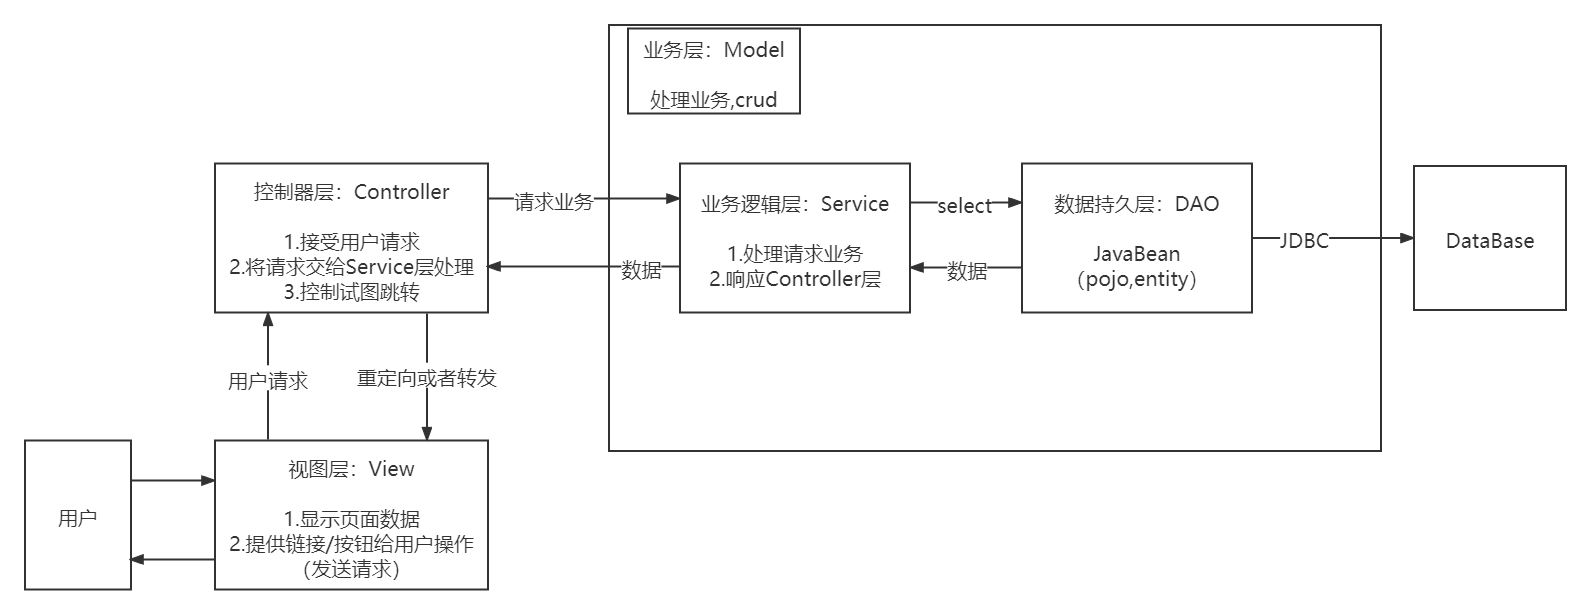 业务层：Model
处理业务,crud
控制器层：Controller
1.接受用户请求
2.将请求交给Service层处理
3.控制试图跳转
请求业务
数据
业务逻辑层：Service
1.处理请求业务
2.响应Controller层
select
数据
数据持久层：DAO
JavaBean
（pojo,entity）
JDBC
DataBase
用户请求
重定向或者转发
用户
视图层：View
1.显示页面数据
2.提供链接/按钮给用户操作
（发送请求）